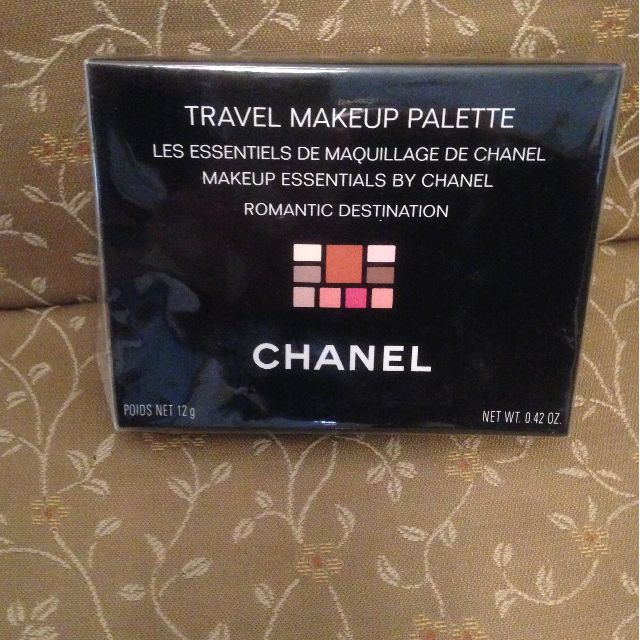 TRAVEL MAKEUP PALETTE
LES ESSENTIELS DE MAQUILLAGE DE CHANEL
MAKEUP ESSENTIALS BY CHANEL
ROMANTIC DESTINATION
CHANEL
POIDS NET 12 g
NET WT. 0.42 OZ.